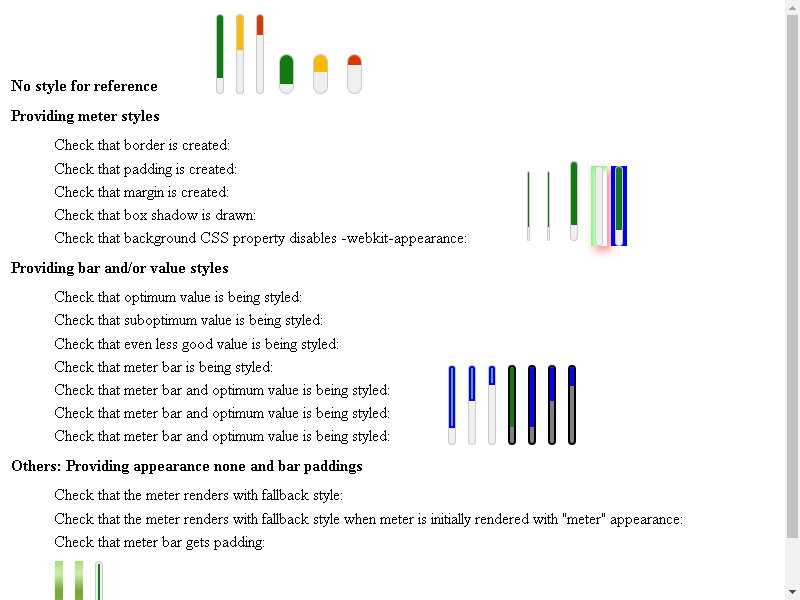 No style for reference
Providing meter styles
Check that border is created:
Check that padding is created:
Check that margin is created:
Check that box shadow is drawn:
Check that background CSS property disables -webkit-appearance:
Providing bar and/or value styles
Check that optimum value is being styled:
Check that suboptimum value is being styled:
Check that even less good value is being styled:
Check that meter bar is being styled:
Check that meter bar and optimum value is being styled:
Check that meter bar and optimum value is being styled:
Check that meter bar and optimum value is being styled:
Others: Providing appearance none and bar paddings
Check that the meter renders with fallback style:
Check that the meter renders with fallback style when meter is initially rendered with "meter" appearance:
Check that meter bar gets padding: